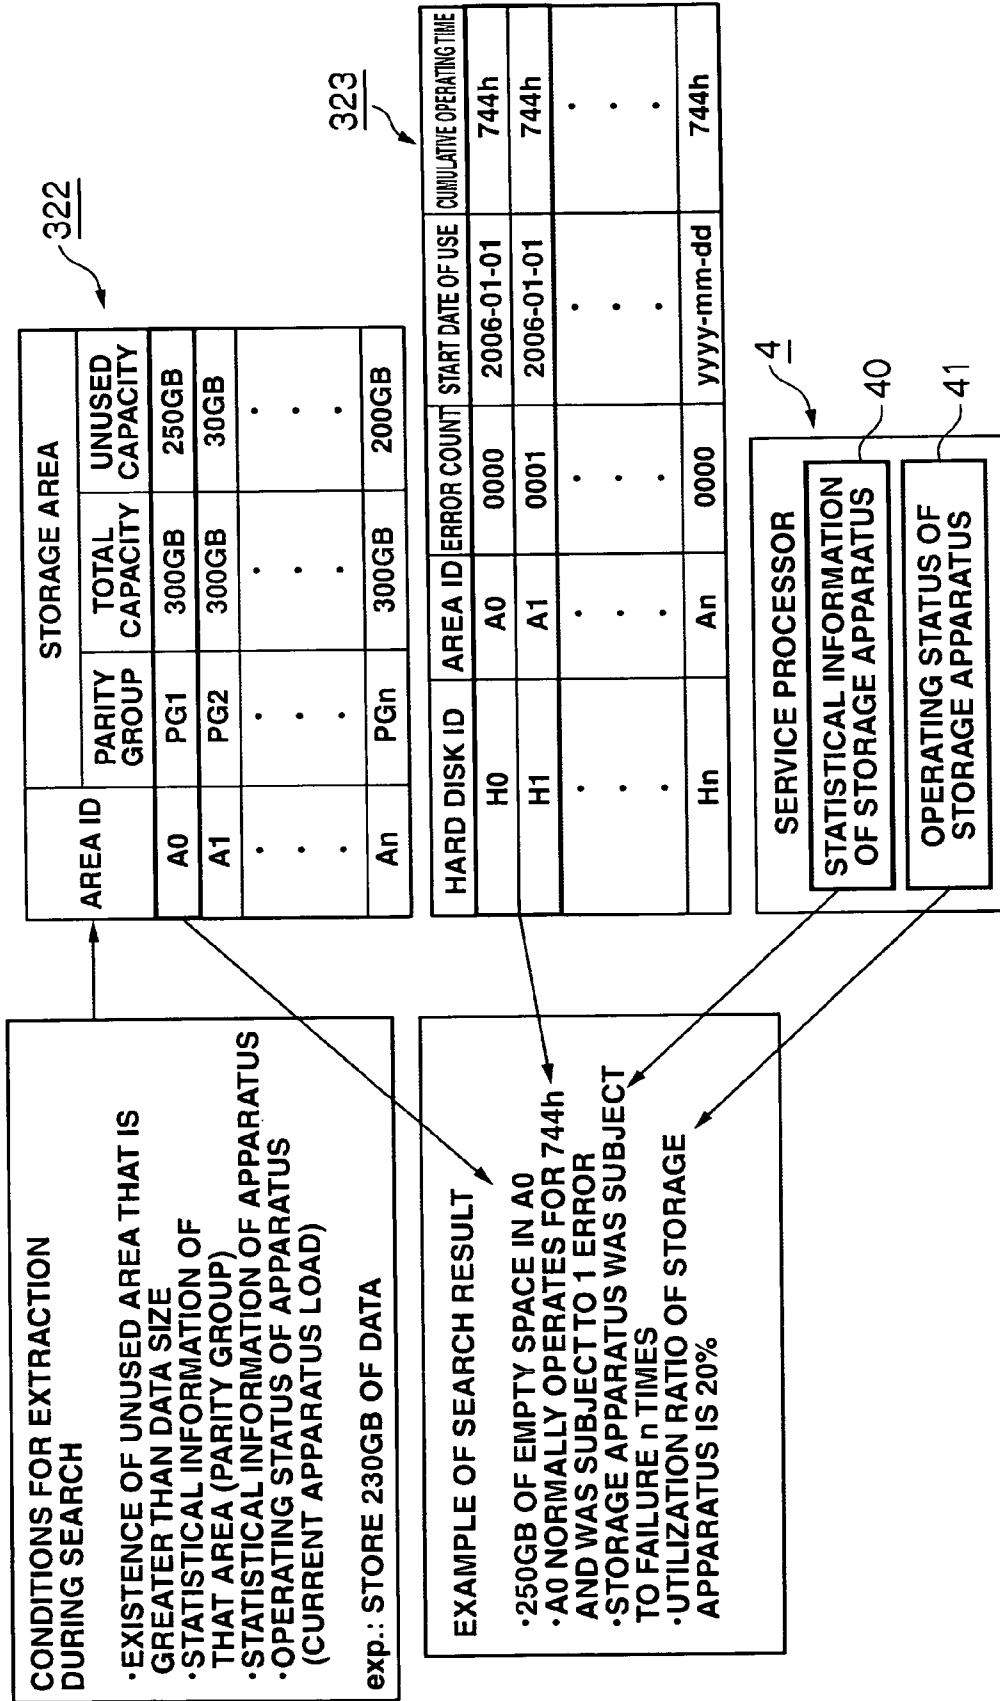 CONDITIONS FOR EXTRACTION
DURING SEARCH
・EXISTENCE OF UNUSED AREA THAT IS
GREATER THAN DATA SIZE
・STATISTICAL INFORMATION OF
THAT AREA (PARITY GROUP)
・STATISTICAL INFORMATION OF APPARATUS
・OPERATING STATUS OF APPARATUS
(CURRENT APPARATUS LOAD)
exp.: STORE 230GB OF DATA
322
AREA ID STORAGE AREA
PARITY GROUP TOTAL CAPACITY UNUSED CAPACITY
A0 PG1 300GB 250GB
A1 PG2 300GB 30GB
· · · ·
· · · ·
· · · ·
An PGn 300GB 200GB
EXAMPLE OF SEARCH RESULT
・250GB OF EMPTY SPACE IN A0
・A0 NORMALLY OPERATES FOR 744h
AND WAS SUBJECT TO 1 ERROR
・STORAGE APPARATUS WAS SUBJECT
TO FAILURE n TIMES
・UTILIZATION RATIO OF STORAGE
APPARATUS IS 20%
323
HARD DISK ID AREA ID ERROR COUNT START DATE OF USE CUMULATIVE OPERATING TIME
H0 A0 0000 2006-01-01 744h
H1 A1 0001 2006-01-01 744h
· · · · ·
· · · · ·
· · · · ·
Hn An 0000 yyyy-mm-dd 744h
4
SERVICE PROCESSOR
STATISTICAL INFORMATION
OF STORAGE APPARATUS
40
OPERATING STATUS OF
STORAGE APPARATUS
41